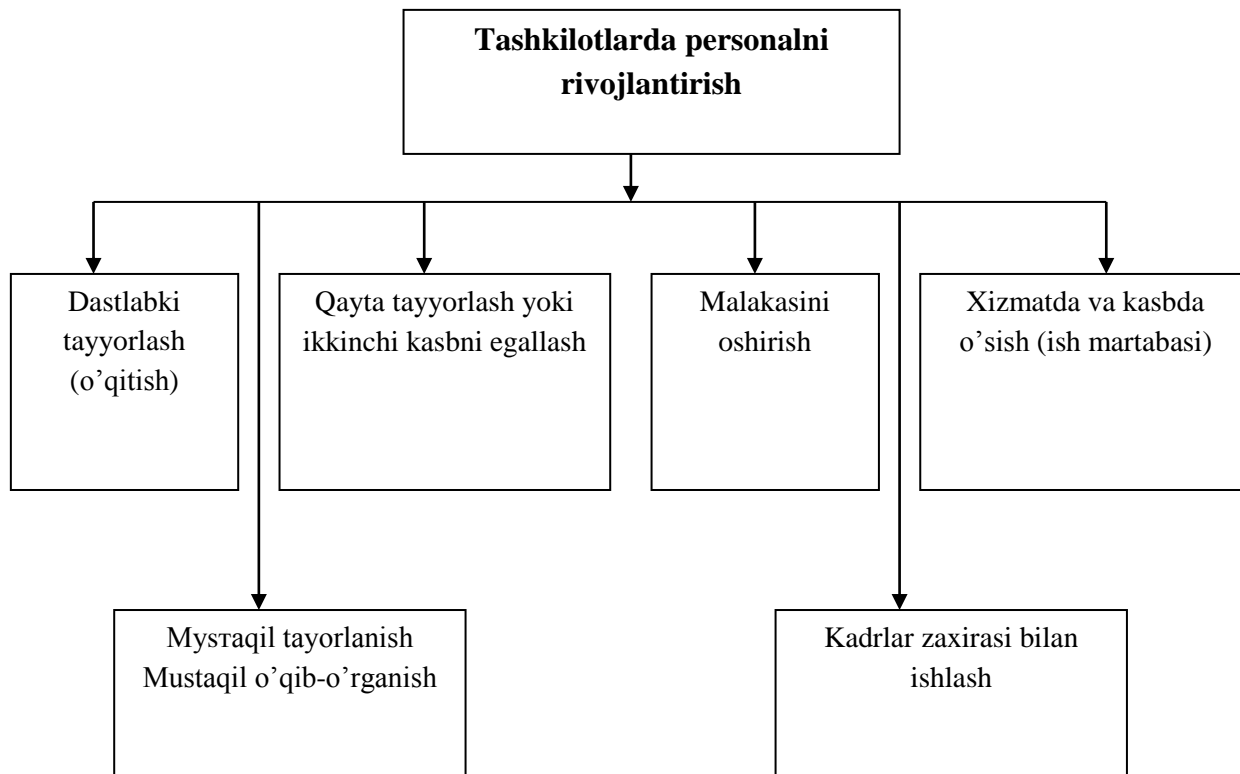 Tashkilotlarda personalni
rivojlantirish
Dastlabki
tayyorlash
(o’qitish)
Qayta tayyorlash yoki
ikkinchi kasbni egallash
Malakasini
oshirish
Xizmatda va kasbda
o’sish (ish martabasi)
Mysтaqil tayorlanish
Mustaqil o’qib-o’rganish
Kadrlar zaxirasi bilan
ishlash